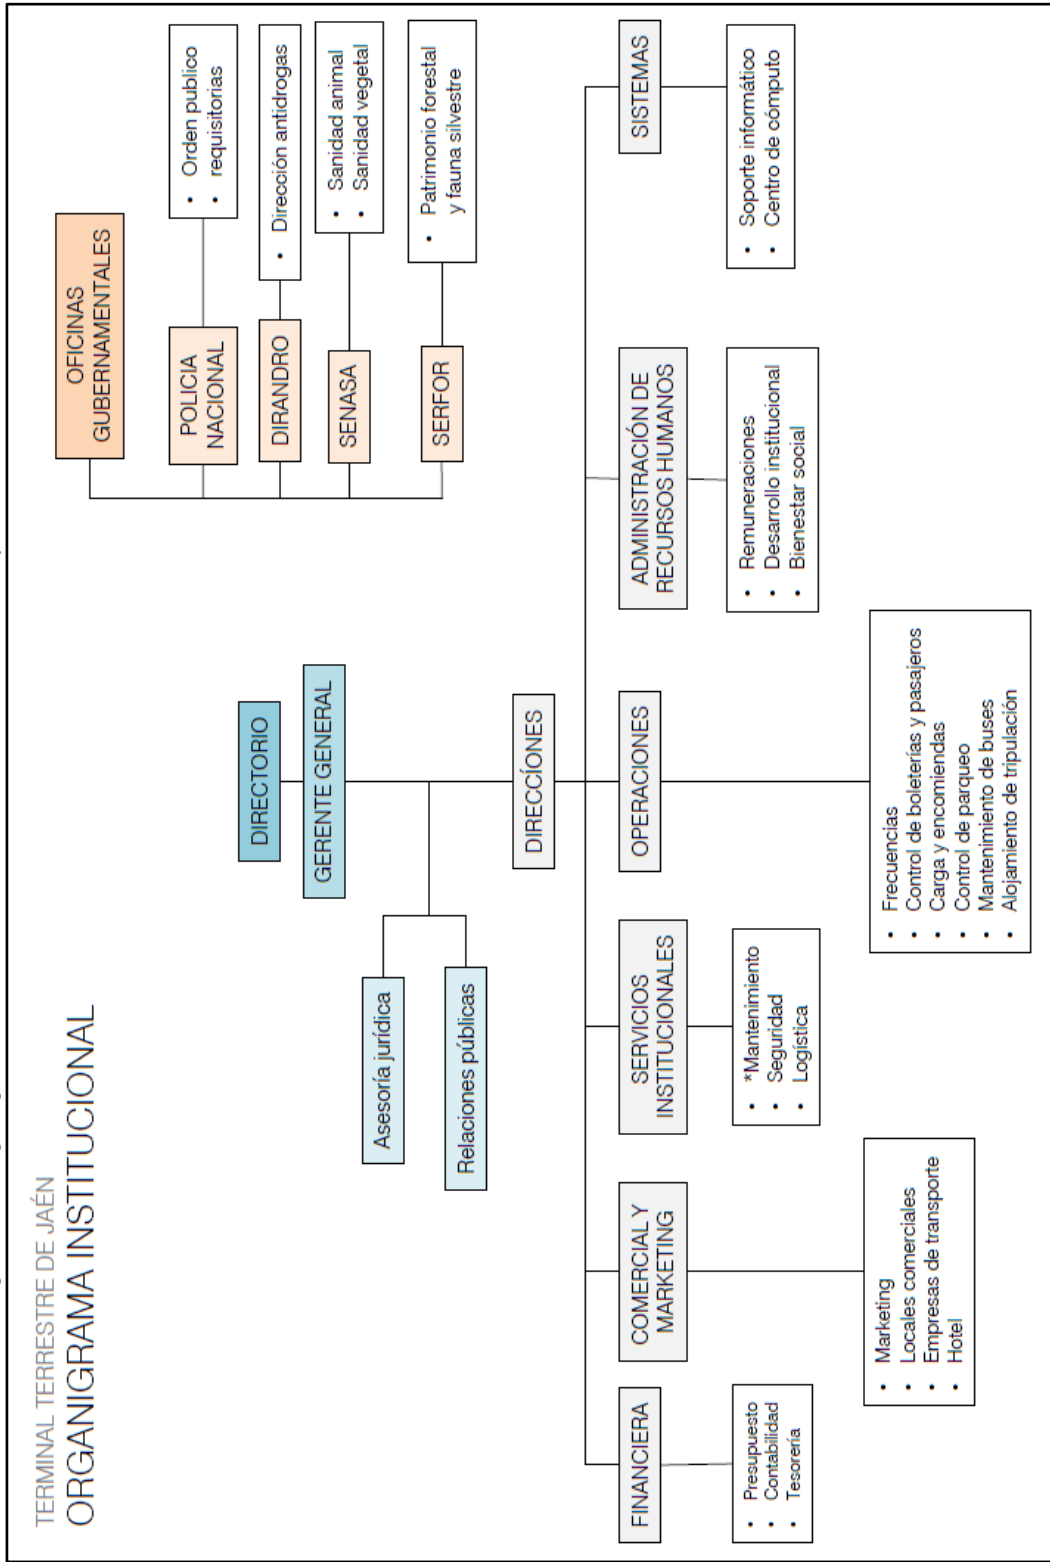 TERMINAL TERRESTRE DE JAÉN
ORGANIGRAMA INSTITUCIONAL
DIRECTORIO
GERENTE GENERAL
Asesoría jurídica
Relaciones públicas
DIRECCÍONES
OFICINAS
GUBERNAMENTALES
POLICIA
NACIONAL
• Orden publico
• requisitorias
DIRANDRO
• Dirección antidrogas
SENASA
• Sanidad animal
• Sanidad vegetal
SERFOR
• Patrimonio forestal
y fauna silvestre
FINANCIERA
• Presupuesto
• Contabilidad
• Tesorería
COMERCIAL Y
MARKETING
• Marketing
• Locales comerciales
• Empresas de transporte
• Hotel
SERVICIOS
INSTITUCIONALES
• *Mantenimiento
• Seguridad
• Logística
OPERACIONES
• Frecuencias
• Control de boleterías y pasajeros
• Carga y encomiendas
• Control de parqueo
• Mantenimiento de buses
• Alojamiento de tripulación
ADMINISTRACIÓN DE
RECURSOS HUMANOS
• Remuneraciones
• Desarrollo institucional
• Bienestar social
SISTEMAS
• Soporte informático
• Centro de cómputo